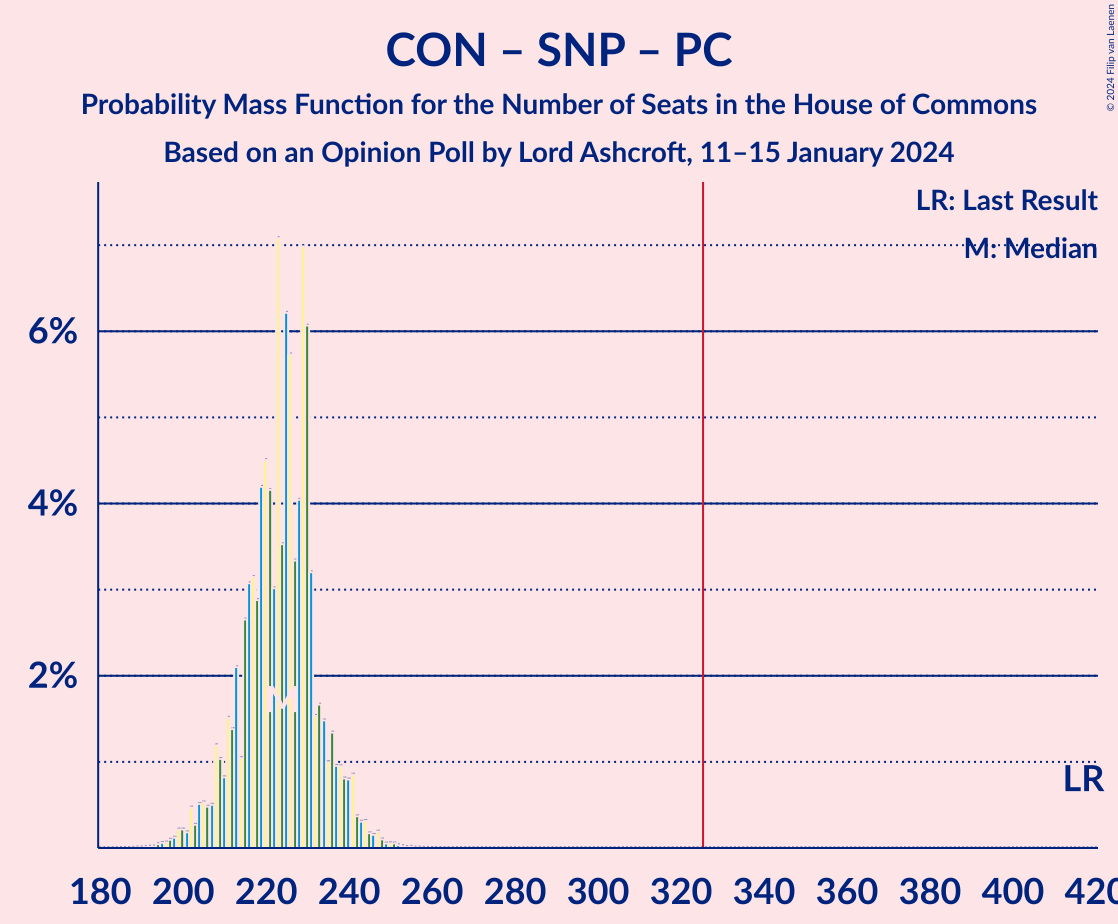 CON – SNP – PC
Probability Mass Function for the Number of Seats in the House of Commons
Based on an Opinion Poll by Lord Ashcroft, 11–15 January 2024
© 2024 Filip van Laenen
LR: Last Result
M: Median
6%
4%
2%
M
LR
180 200 220 240 260 280 300 320 340 360 380 400 420